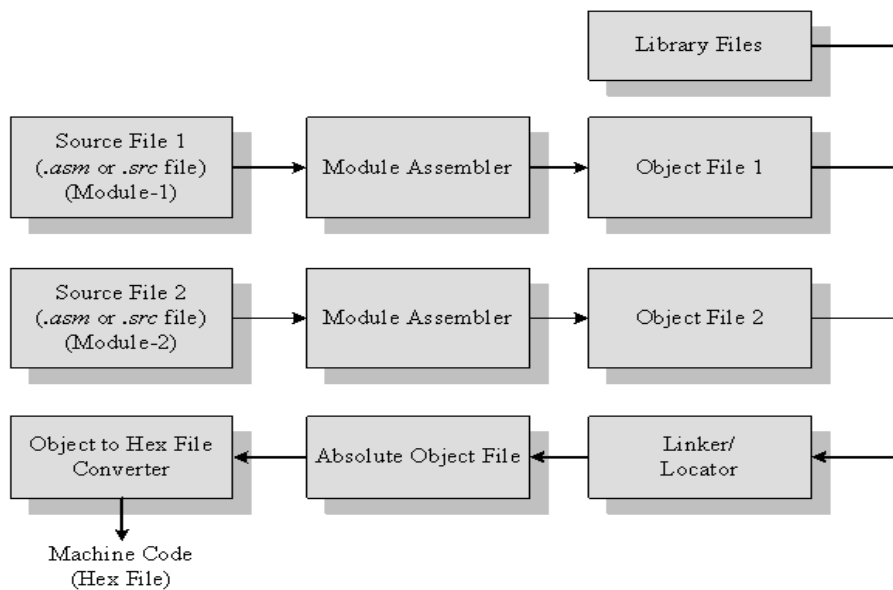 Library Files
Source File 1
(.asm or .src file)
(Module-1)
Module Assembler
Object File 1
Source File 2
(.asm or .src file)
(Module-2)
Module Assembler
Object File 2
Object to Hex File
Converter
Absolute Object File
Linker/
Locator
Machine Code
(Hex File)